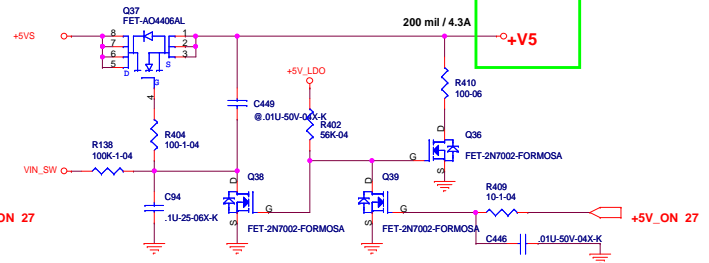 Q37
FET-AO4406AL
200 mil / 4.3A
+5VS
8
7
6
5
D
S
G
1
2
3
4
+V5
+5V_LDO
R410
100-06
C449
@.01U-50V-04X-K
R402
56K-04
R138
100K-1-04
R404
100-1-04
D
Q36
G
S
FET-2N7002-FORMOSA
VIN_SW
Q38
D
G
S
FET-2N7002-FORMOSA
Q39
D
G
S
FET-2N7002-FORMOSA
R409
10-1-04
C94
.1U-25-06X-K
ON 27
+5V_ON 27
C446
.01U-50V-04X-K